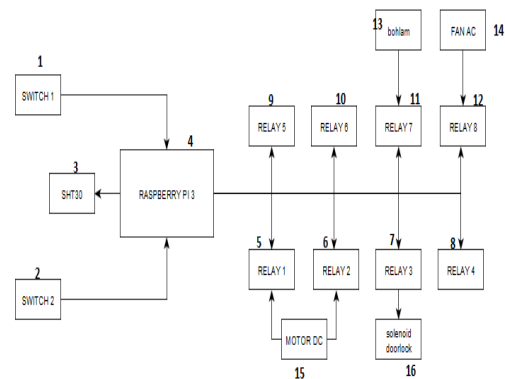 13
bohlam
FAN AC
14
1
SWITCH 1
9
RELAY 5
10
RELAY 6
11
RELAY 7
12
RELAY 8
3
SHT30
4
RASPBERRY PI 3
2
SWITCH 2
5
RELAY 1
6
RELAY 2
7
RELAY 3
8
RELAY 4
MOTOR DC
15
solenoid
doorlock
16